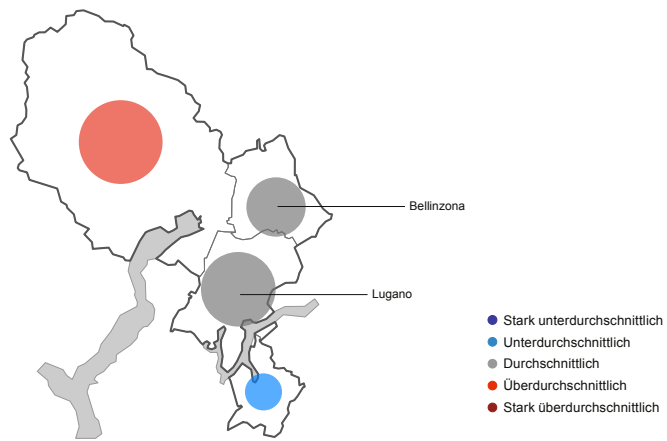 Bellinzona
Lugano
Stark unterdurchschnittlich
Unterdurchschnittlich
Durchschnittlich
Überdurchschnittlich
Stark überdurchschnittlich